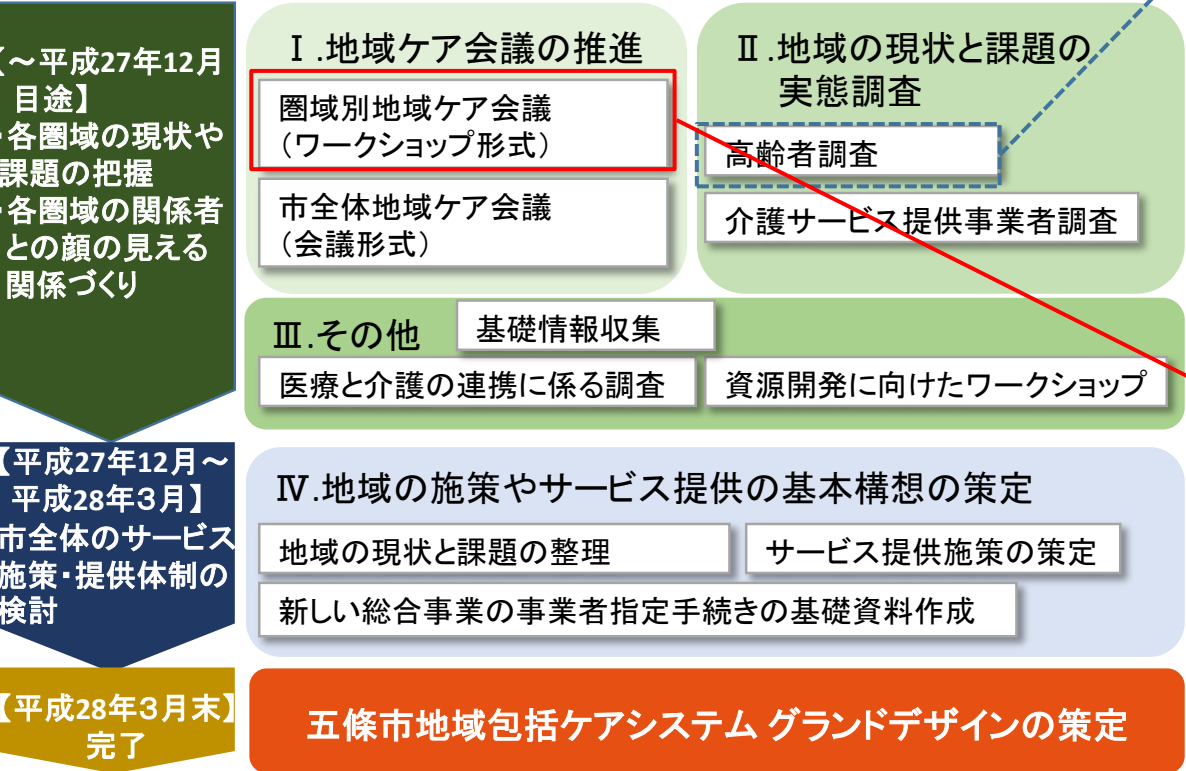 【～平成27年12月
目途】
・各圏域の現状や
課題の把握
・各圏域の関係者
との顔の見える
関係づくり
Ⅰ.地域ケア会議の推進
圏域別地域ケア会議
（ワークショップ形式）
市全体地域ケア会議
（会議形式）
Ⅱ.地域の現状と課題の
実態調査
高齢者調査
介護サービス提供事業者調査
Ⅲ.その他
基礎情報収集
医療と介護の連携に係る調査
資源開発に向けたワークショップ
【平成27年12月～
平成28年３月】
市全体のサービス
施策・提供体制の
検討
Ⅳ.地域の施策やサービス提供の基本構想の策定
地域の現状と課題の整理
サービス提供施策の策定
新しい総合事業の事業者指定手続きの基礎資料作成
【平成28年３月末】
完了
五條市地域包括ケアシステム グランドデザインの策定